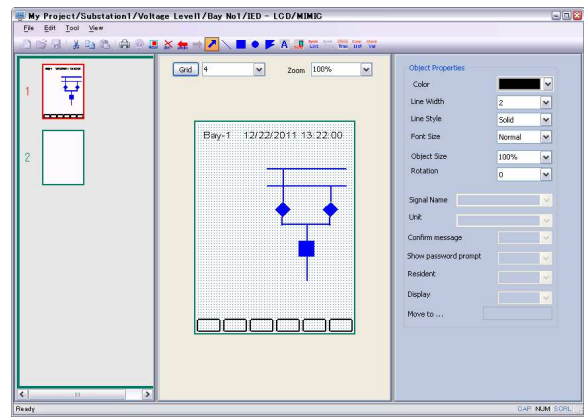 My Project/Substation1/Voltage Level1/Bay No1/IED - LCD/MIMIC
File Edit Tool View
1
2
Grid 4 Zoom 100%
Bay-1 12/22/2011 13:22:00
Object Properties
Color
Line Width 2
Line Style Solid
Font Size Normal
Object Size 100%
Rotation 0
Signal Name
Unit
Confirm message
Show password prompt
Resident
Display
Move to ...
Ready CAP NUM SCRL